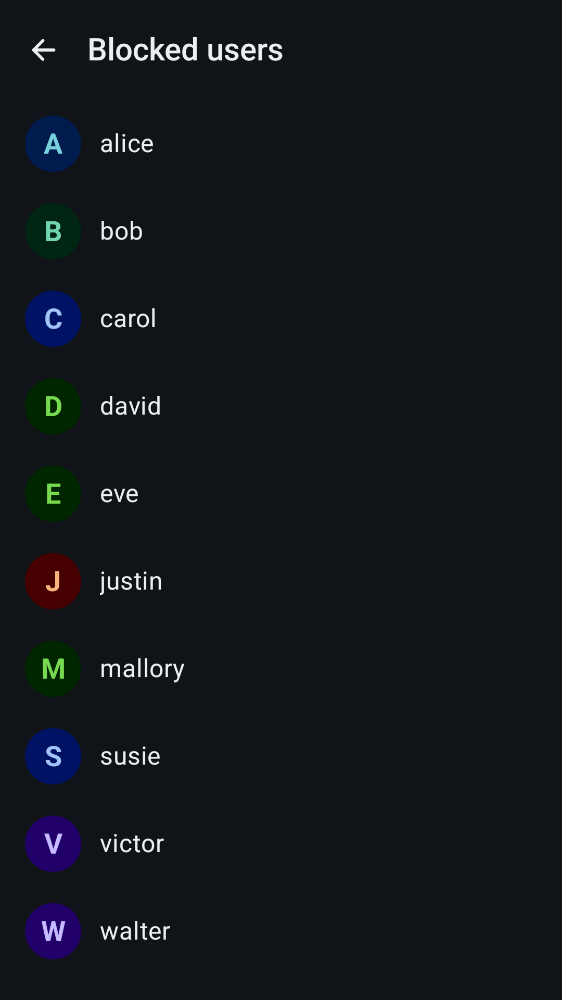 Blocked users
A alice
B bob
C carol
D david
E eve
J justin
M mallory
S susie
V victor
W walter